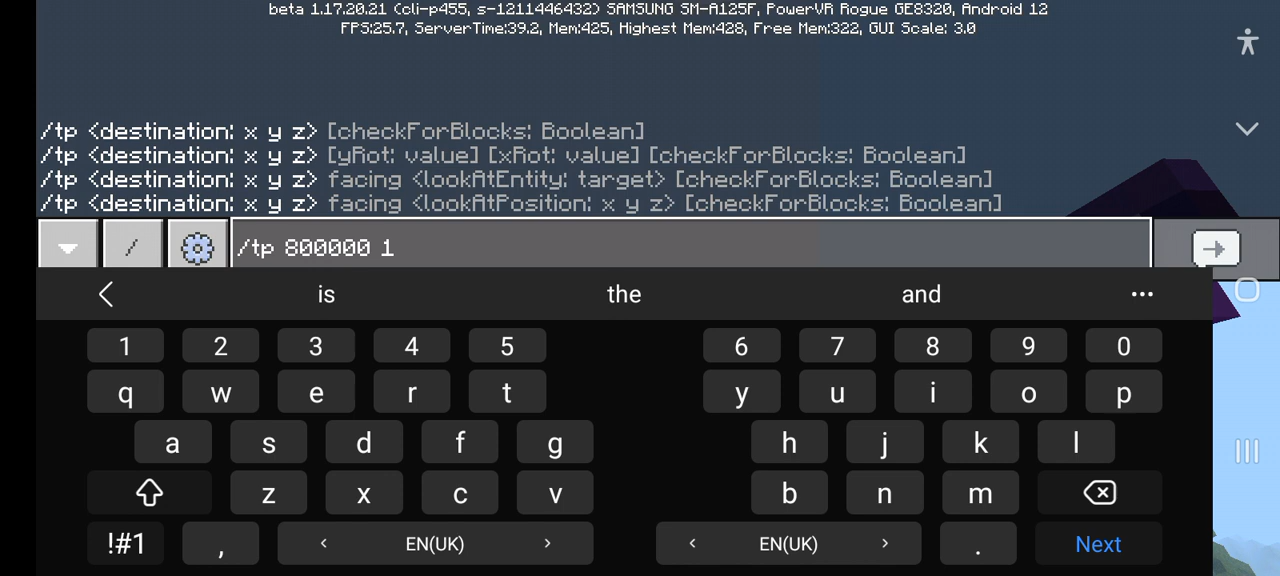 beta 1.17.20.21 (cli-p455, s-1211446432) SAMSUNG SM-A125F, PowerVR Rogue GE8320, Android 12
FPS:25.7, ServerTime:39.2, Mem:425, Highest Mem:428, Free Mem:322, GUI Scale: 3.0
/tp <destination: x y z> [checkForBlocks: Boolean]
/tp <destination: x y z> [yRot: value] [xRot: value] [checkForBlocks: Boolean]
/tp <destination: x y z> facing <lookAtEntity: target> [checkForBlocks: Boolean]
/tp <destination: x y z> facing <lookAtPosition: x y z> [checkForBlocks: Boolean]
/ /tp 800000 1
is the and
1 2 3 4 5 6 7 8 9 0
q w e r t y u i o p
a s d f g h j k l
z x c v b n m
!#1 , < EN(UK) > < EN(UK) > . Next